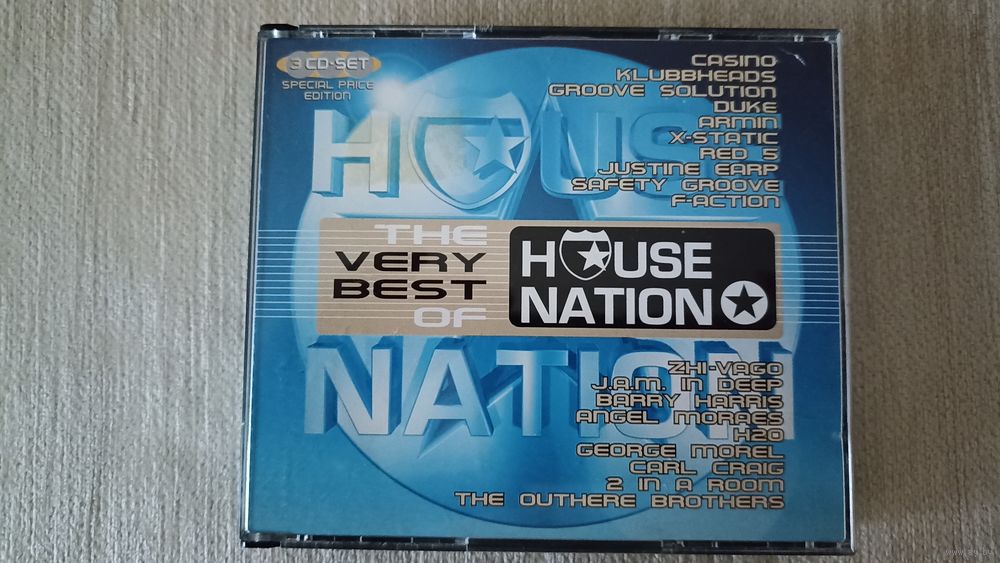 3 CD-SET
SPECIAL PRICE
EDITION
CASINO
KLUBBHEADS
GROOVE SOLUTION
DUKE
ARMIN
X-STATIC
RED 5
JUSTINE EARP
SAFETY GROOVE
F-ACTION
HOUSE
THE
VERY
BEST
OF
HOUSE
NATION
NATION
ZHI-VAGO
J.A.M. IN DEEP
BARRY HARRIS
ANGEL MORAES
H2O
GEORGE MOREL
CARL CRAIG
2 IN A ROOM
THE OUTHERE BROTHERS